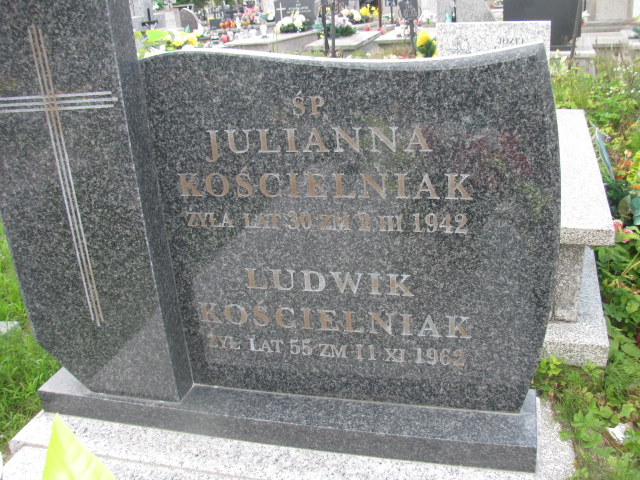 JÓZEF
ŚP
JULIANNA
KOŚCIELNIAK
ŻYŁA LAT 30 ZM 2 III 1942
LUDWIK
KOŚCIELNIAK
ŻYŁ LAT 55 ZM 11 XI 1962